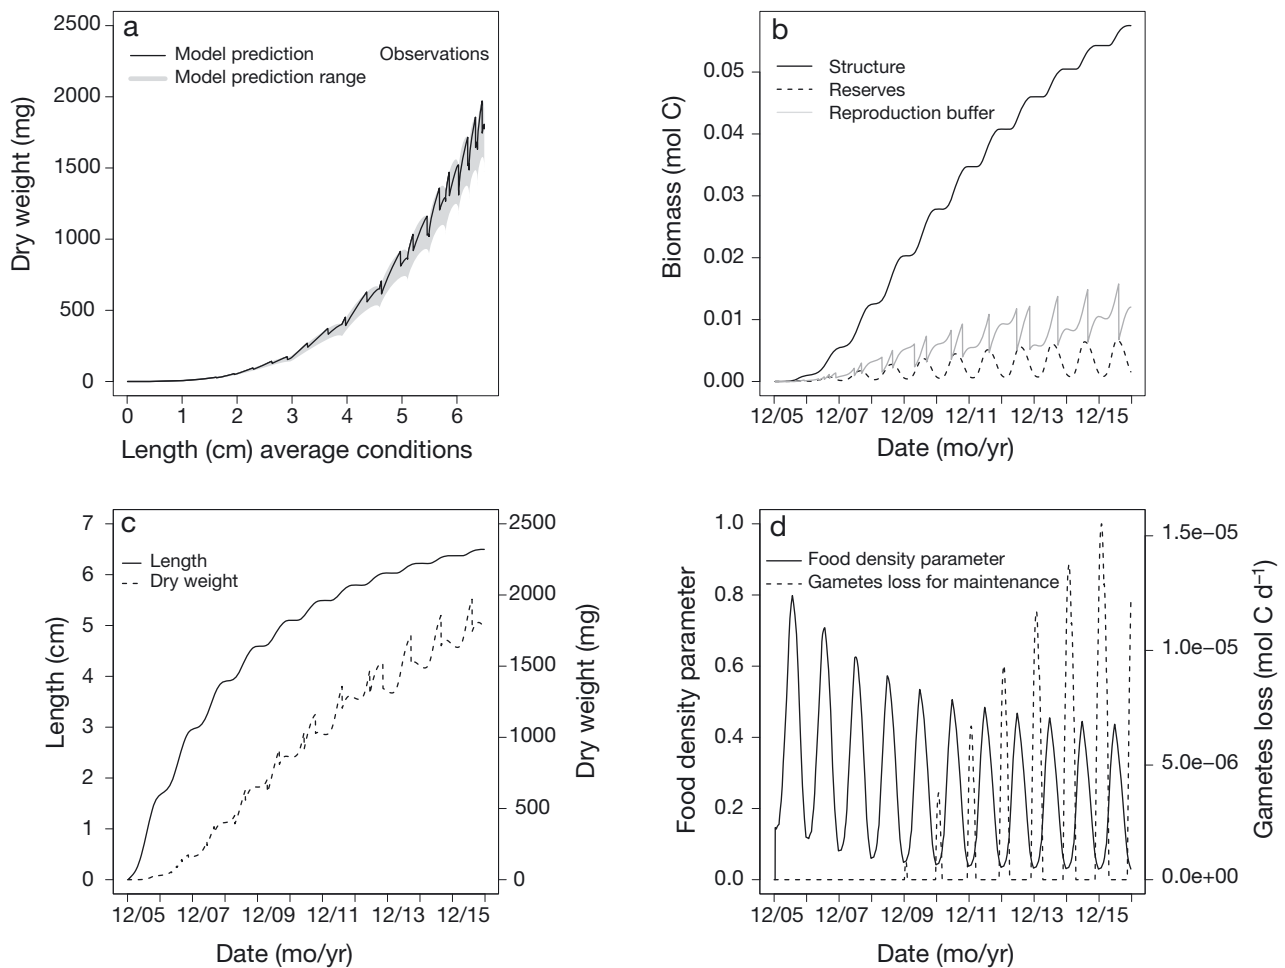 a
Model prediction
Observations
Model prediction range
2500
2000
1500
1000
500
0
Dry weight (mg)
0 1 2 3 4 5 6
Length (cm) average conditions
b
Structure
Reserves
Reproduction buffer
0.05
0.04
0.03
0.02
0.01
0.00
Biomass (mol C)
12/05 12/07 12/09 12/11 12/13 12/15
Date (mo/yr)
c
Length
Dry weight
7
6
5
4
3
2
1
0
Length (cm)
2500
2000
1500
1000
500
0
Dry weight (mg)
12/05 12/07 12/09 12/11 12/13 12/15
Date (mo/yr)
d
Food density parameter
Gametes loss for maintenance
1.0
0.8
0.6
0.4
0.2
0.0
Food density parameter
1.5e−05
1.0e−05
5.0e−06
0.0e+00
Gametes loss (mol C d⁻¹)
12/05 12/07 12/09 12/11 12/13 12/15
Date (mo/yr)